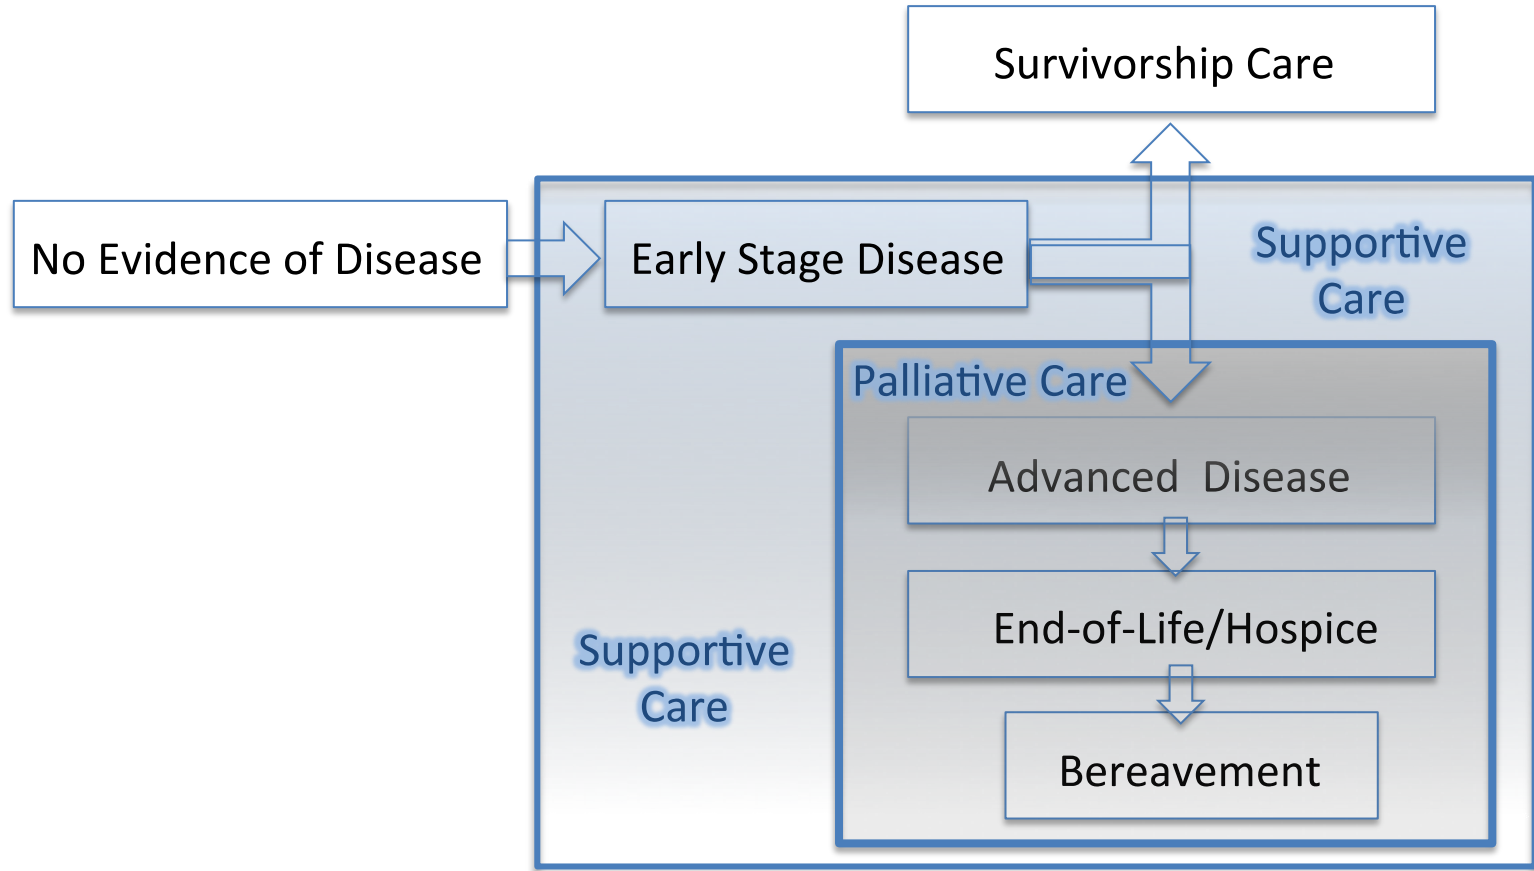 Survivorship Care
No Evidence of Disease
Early Stage Disease
Supportive
Care
Palliative Care
Advanced Disease
End-of-Life/Hospice
Supportive
Care
Bereavement